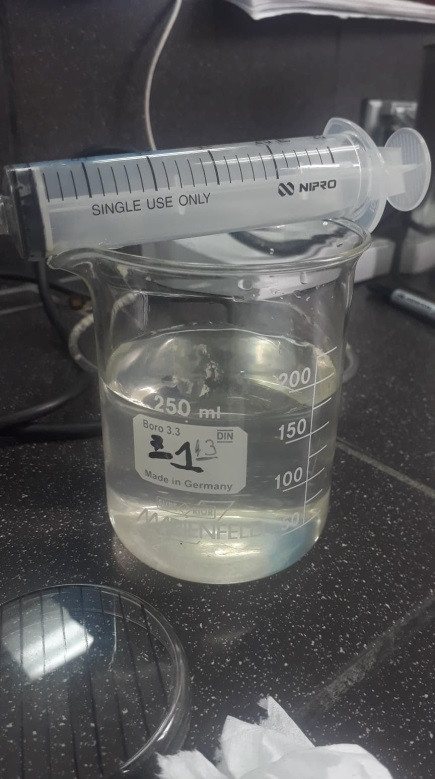 SINGLE USE ONLY
NIPRO
200
250 ml
150
Boro 3.3
DIN
Made in Germany
100